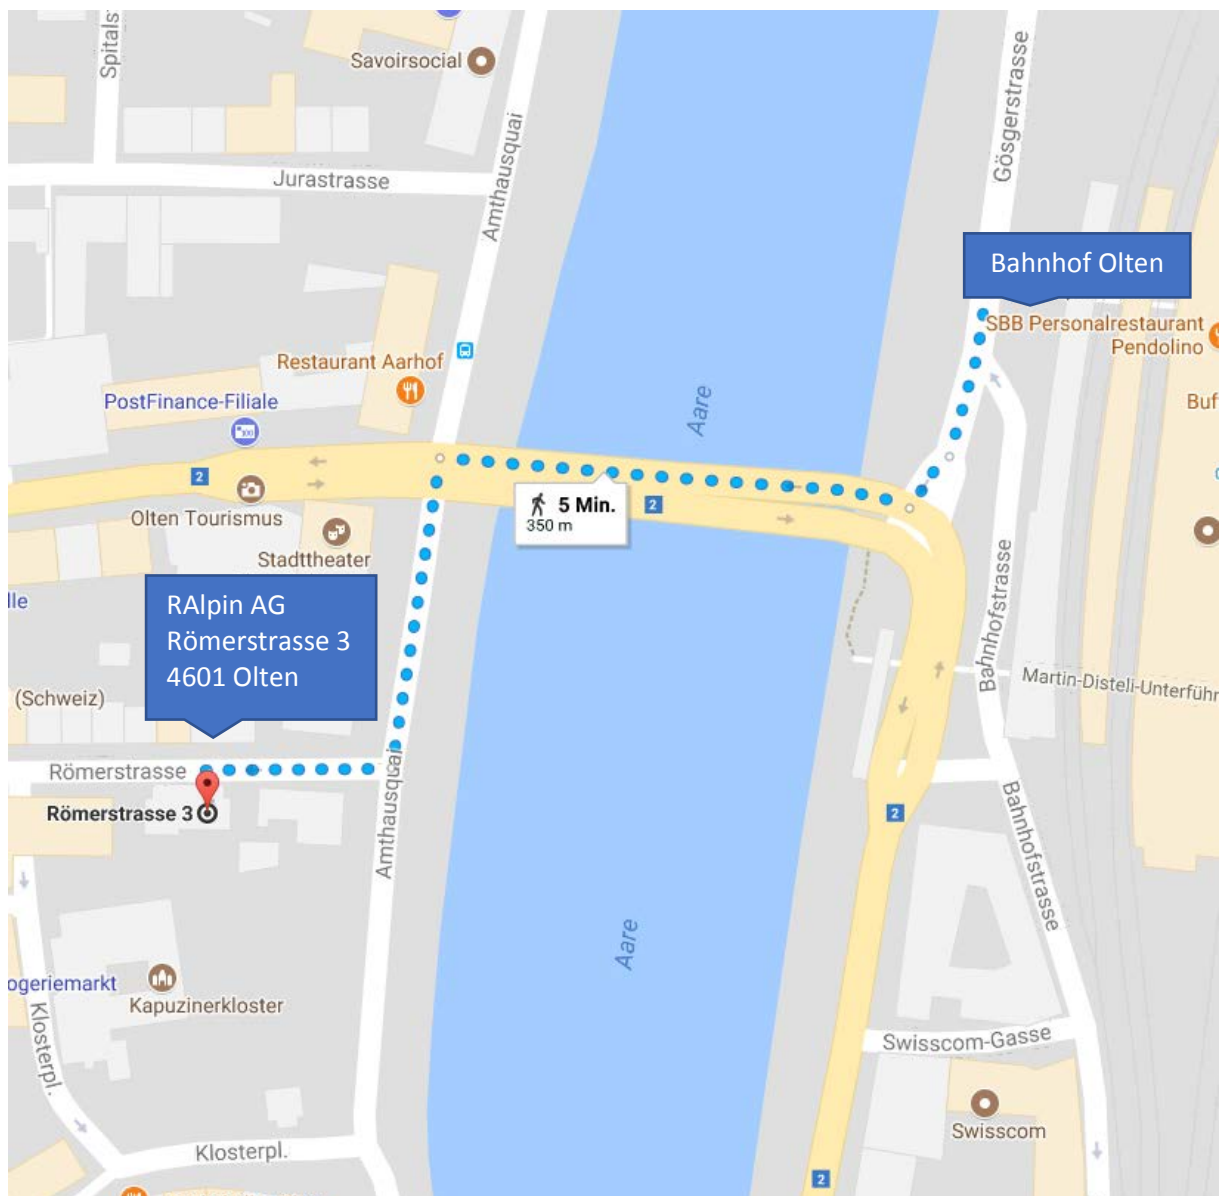 Spitals
Savoirsocial
Amthausquai
Gösgerstrasse
Jurastrasse
Bahnhof Olten
SBB Personalrestaurant
Pendolino
Restaurant Aarhof
PostFinance-Filiale
Buf
Aare
2
Olten Tourismus
Stadttheater
5 Min.
350 m
2
lle
RAlpin AG
Römerstrasse 3
4601 Olten
Bahnhofstrasse
(Schweiz)
Martin-Disteli-Unterführ
Römerstrasse
Römerstrasse 3
Amthausquai
2
Bahnhofstrasse
Aare
ogeriemarkt
Kapuzinerkloster
Klosterpl.
Swisscom-Gasse
Swisscom
Klosterpl.
2